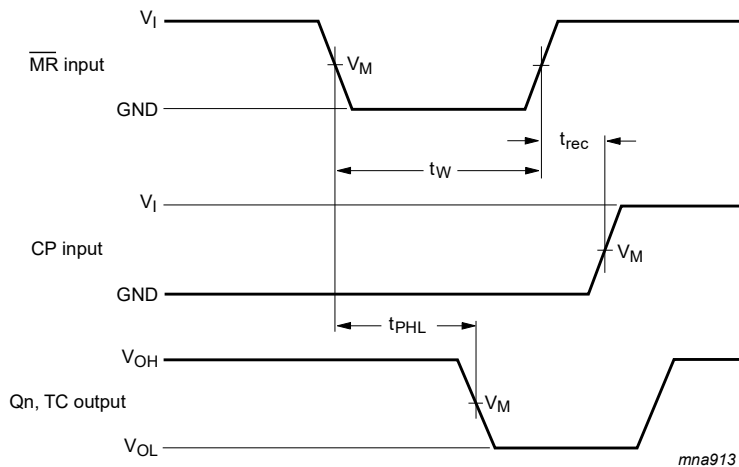 V_I
M̅R̅ input
V_M
GND
t_rec
t_W
V_I
CP input
V_M
GND
t_PHL
V_OH
Qn, TC output
V_M
V_OL
mna913